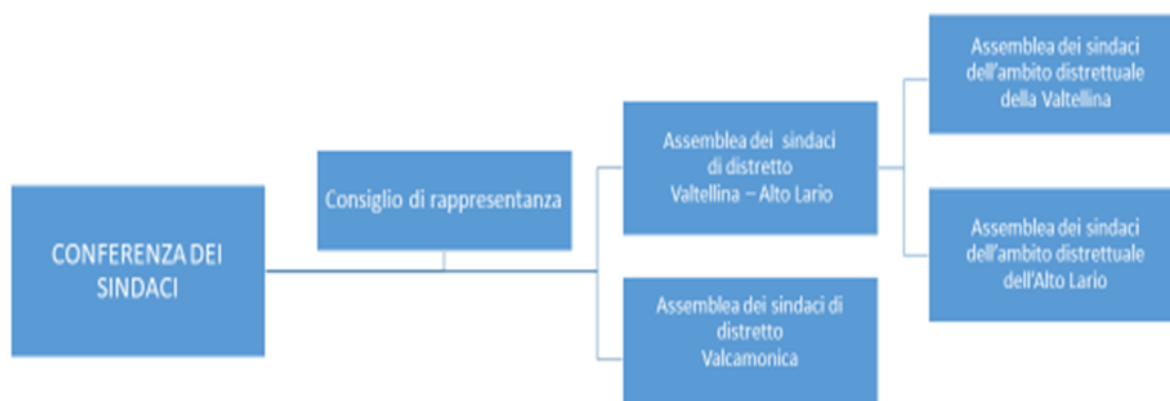 CONFERENZA DEI
SINDACI
Consiglio di rappresentanza
Assemblea dei sindaci
di distretto
Valtellina – Alto Lario
Assemblea dei sindaci di
distretto
Valcamonica
Assemblea dei sindaci
dell'ambito distrettuale
della Valtellina
Assemblea dei sindaci
dell'ambito distrettuale
dell'Alto Lario